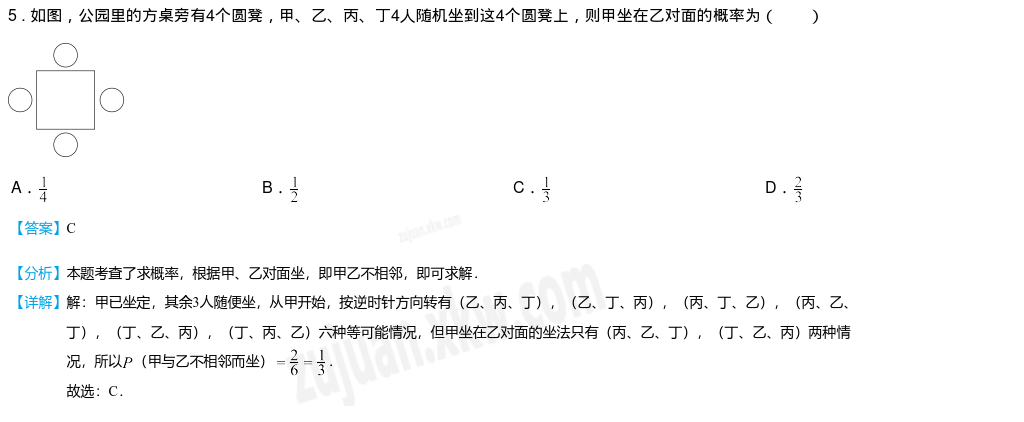 5．如图，公园里的方桌旁有4个圆凳，甲、乙、丙、丁4人随机坐到这4个圆凳上，则甲坐在乙对面的概率为（　　）
A．1/4　B．1/2　C．1/3　D．2/3
【答案】C
zujuan.xkw.com
【分析】本题考查了求概率，根据甲、乙对面坐，即甲乙不相邻，即可求解．
【详解】解：甲已坐定，其余3人随便坐，从甲开始，按逆时针方向转有（乙、丙、丁），（乙、丁、丙），（丙、丁、乙），（丙、乙、
丁），（丁、乙、丙），（丁、丙、乙）六种等可能情况，但甲坐在乙对面的坐法只有（丙、乙、丁），（丁、乙、丙）两种情
况，所以P（甲与乙不相邻而坐）=2/6=1/3．
故选：C．
zujuan.xkw.com